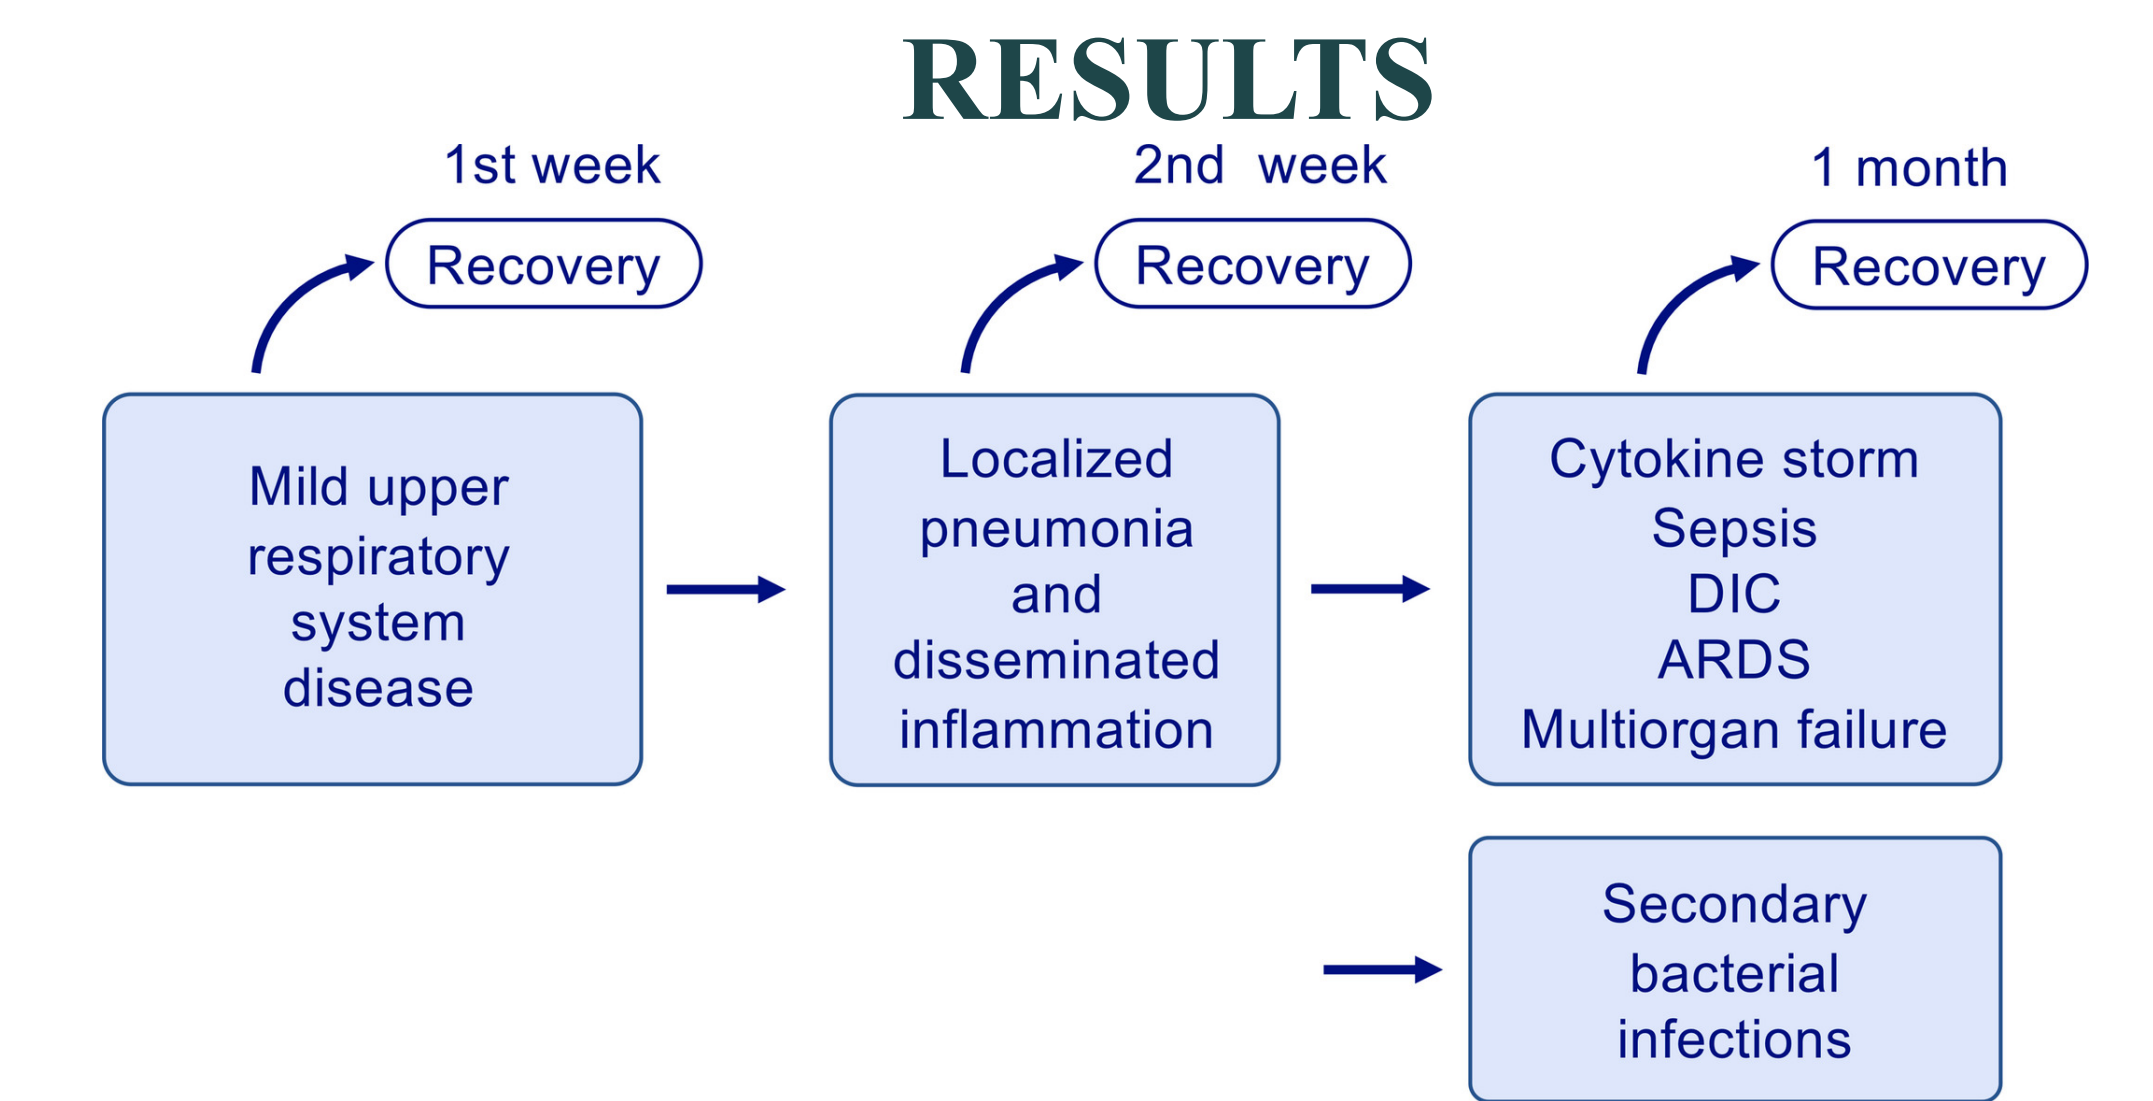 RESULTS
1st week
2nd week
1 month
Recovery
Recovery
Recovery
Mild upper
respiratory
system
disease
Localized
pneumonia
and
disseminated
inflammation
Cytokine storm
Sepsis
DIC
ARDS
Multiorgan failure
Secondary
bacterial
infections